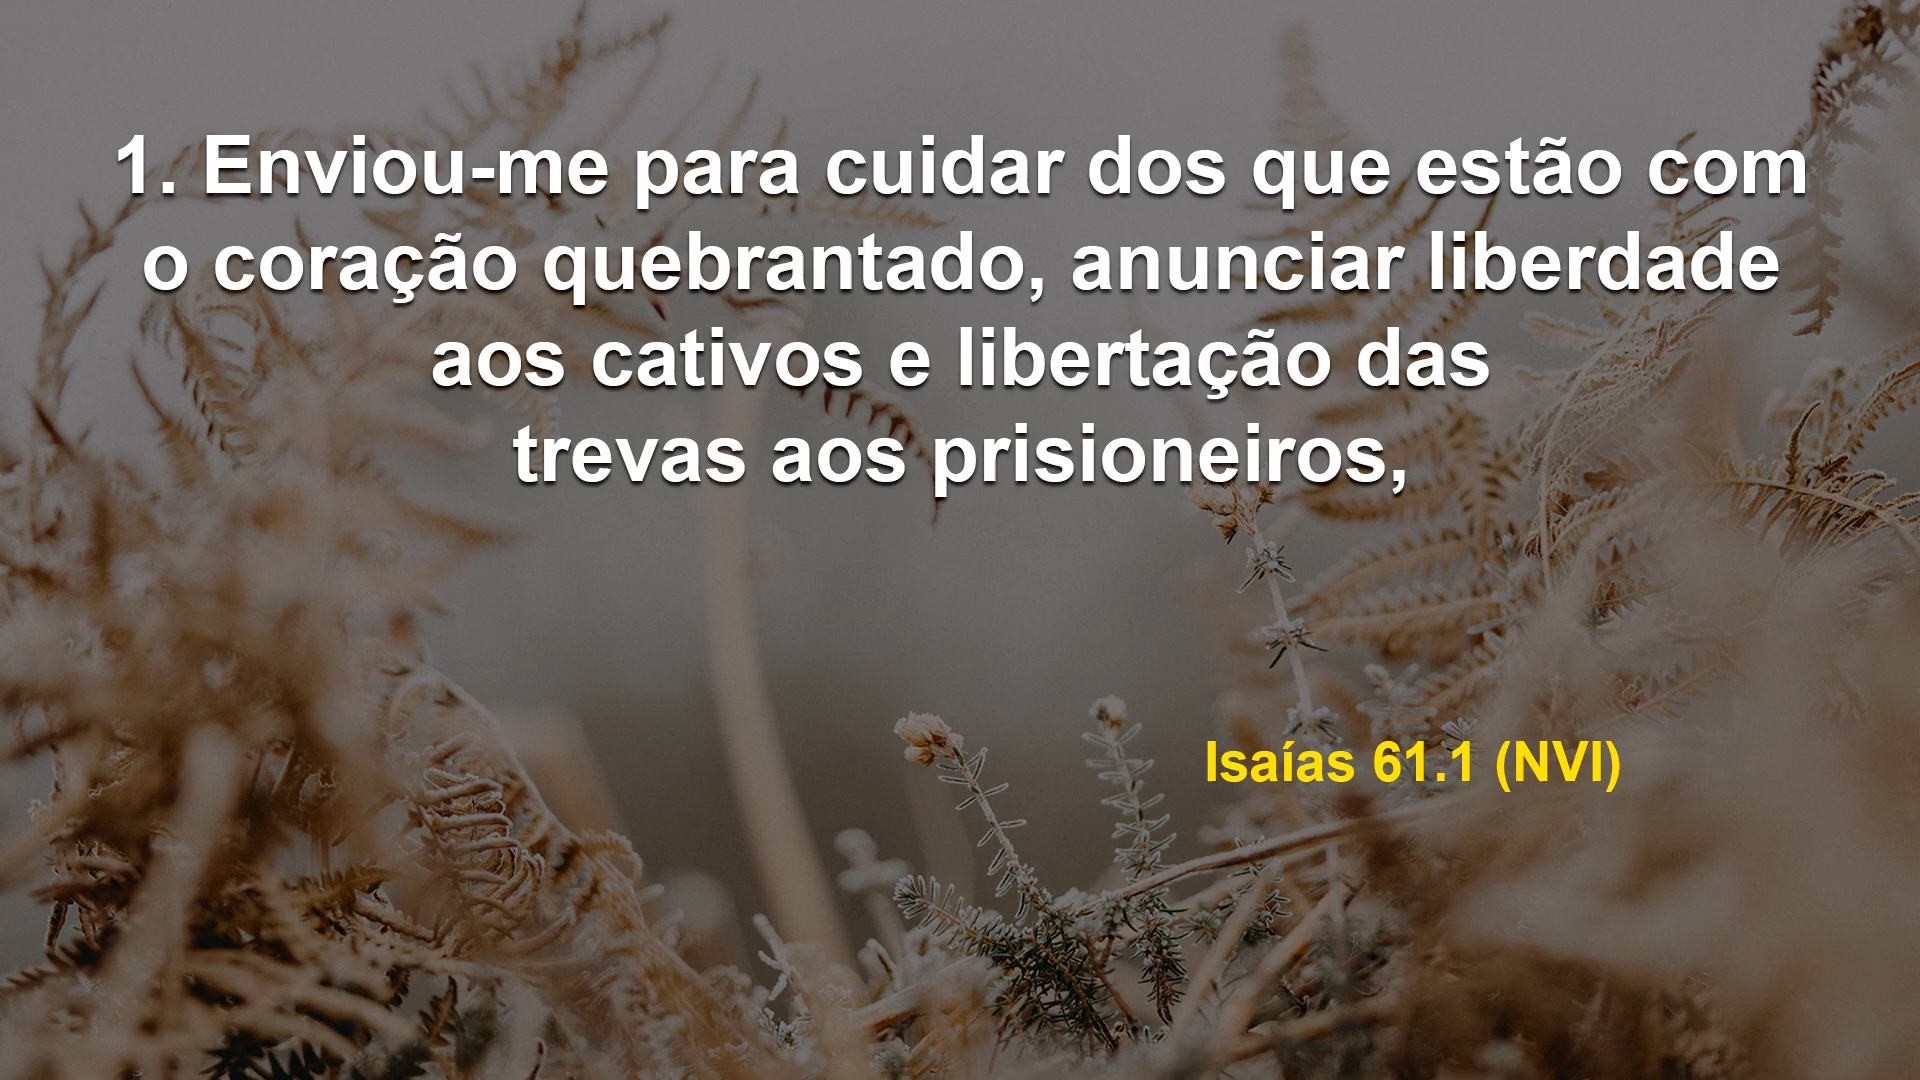 1. Enviou-me para cuidar dos que estão com
o coração quebrantado, anunciar liberdade
aos cativos e libertação das
trevas aos prisioneiros,
Isaías 61.1 (NVI)